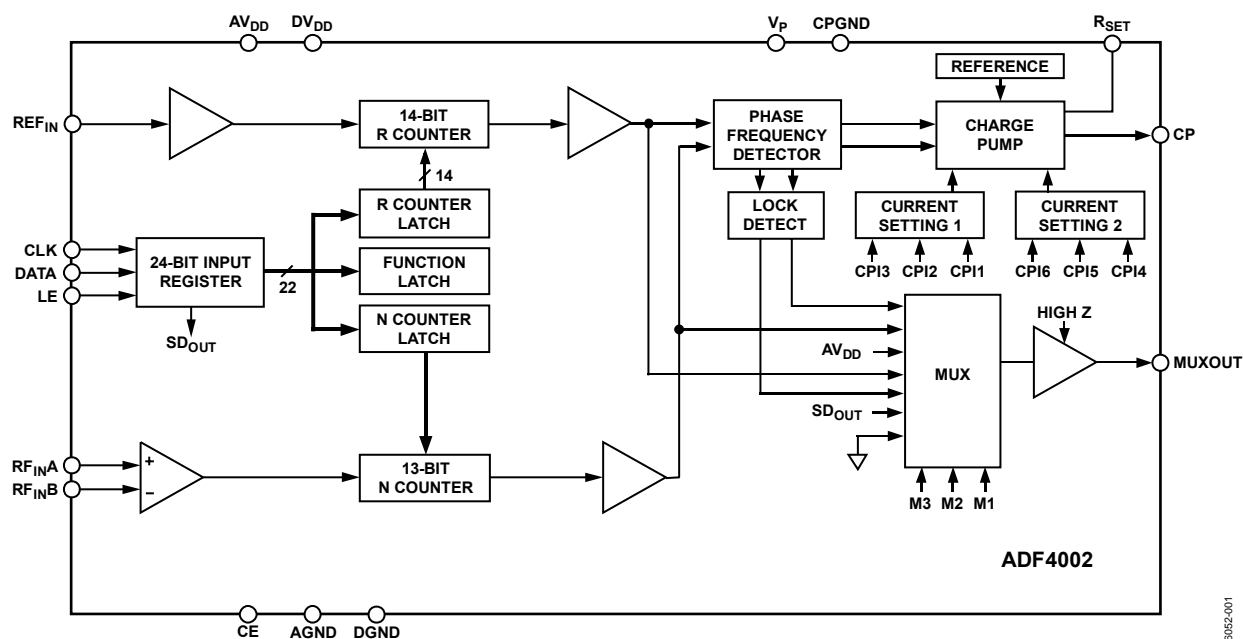 AVDD
DVDD
VP
CPGND
RSET
REFERENCE
REFIN
14-BIT
R COUNTER
PHASE
FREQUENCY
DETECTOR
CHARGE
PUMP
CP
14
R COUNTER
LATCH
LOCK
DETECT
CURRENT
SETTING 1
CURRENT
SETTING 2
CLK
DATA
LE
24-BIT INPUT
REGISTER
22
FUNCTION
LATCH
CPI3
CPI2
CPI1
CPI6
CPI5
CPI4
N COUNTER
LATCH
SDOUT
HIGH Z
AVDD
MUX
MUXOUT
SDOUT
RFINA
+
RFINB
−
13-BIT
N COUNTER
M3
M2
M1
ADF4002
CE
AGND
DGND
6052-001